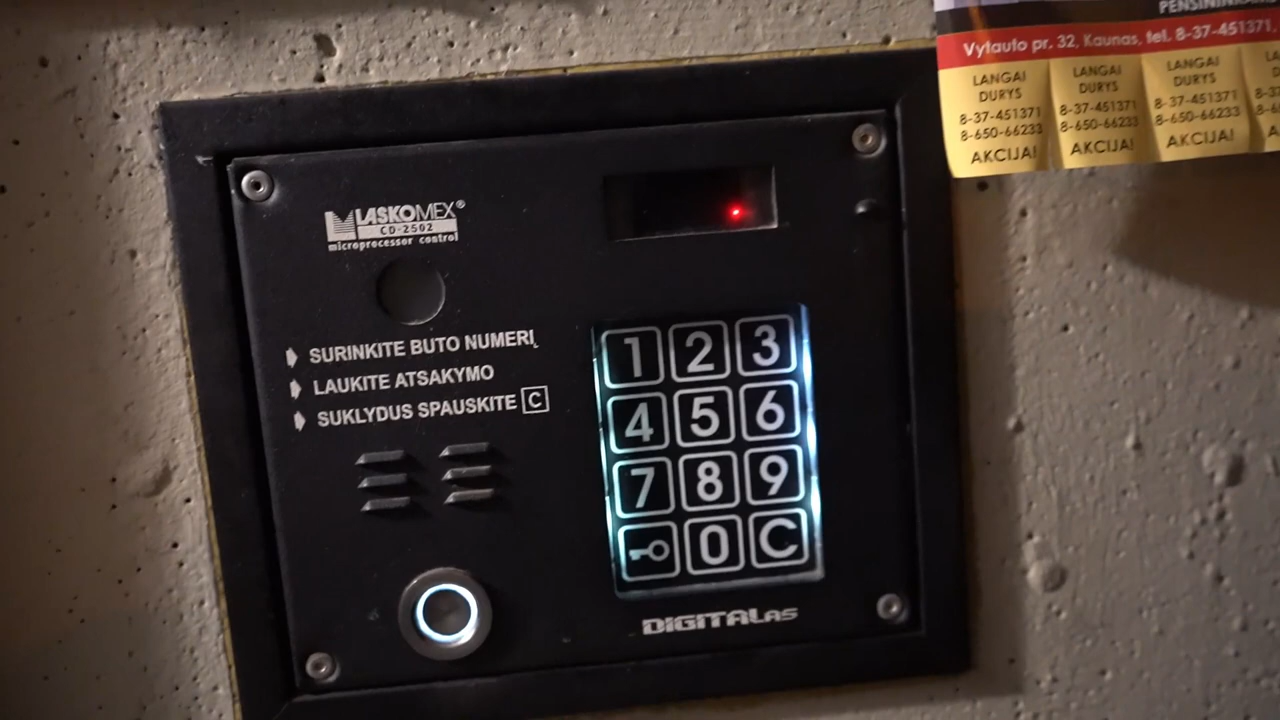 Vytauto pr. 32, Kaunas, tel. 8-37-451371,
LANGAI DURYS 8-37-451371 8-650-66233 AKCIJA!
LANGAI DURYS 8-37-451371 8-650-66233 AKCIJA!
LANGAI DURYS 8-37-451371 8-650-66233 AKCIJA!
LASKOMEX®
CD-2502
microprocessor control
SURINKITE BUTO NUMERĮ
LAUKITE ATSAKYMO
SUKLYDUS SPAUSKITE C
1 2 3
4 5 6
7 8 9
0 C
DIGITALAS